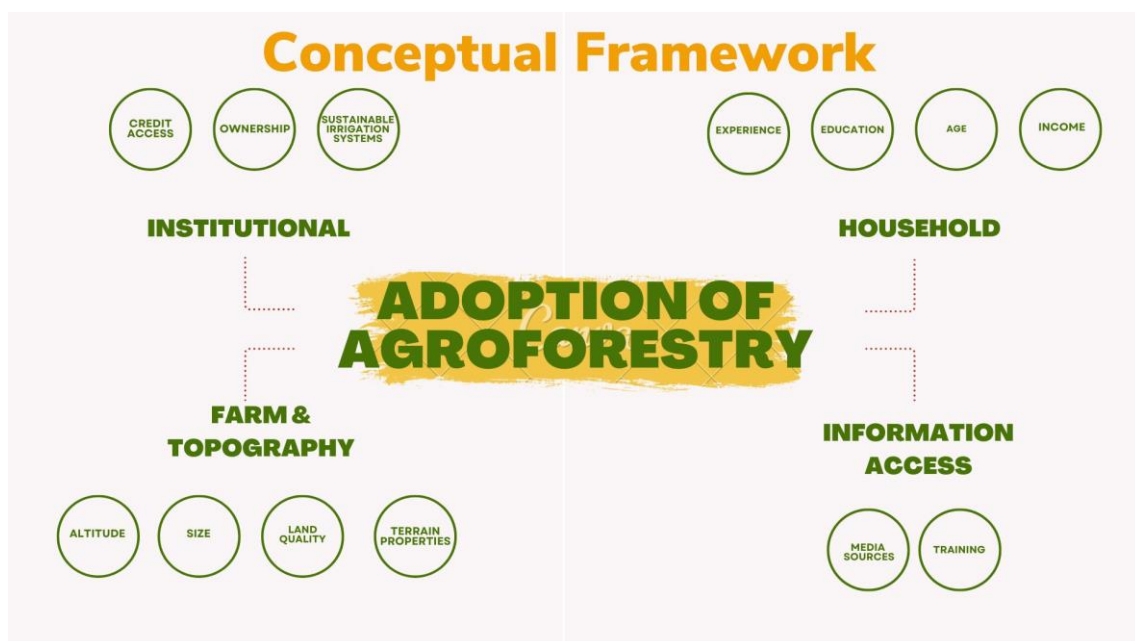 Conceptual Framework
CREDIT
ACCESS
OWNERSHIP
SUSTAINABLE
IRRIGATION
SYSTEMS
EXPERIENCE
EDUCATION
AGE
INCOME
INSTITUTIONAL
HOUSEHOLD
ADOPTION OF
AGROFORESTRY
FARM &
TOPOGRAPHY
INFORMATION
ACCESS
ALTITUDE
SIZE
LAND
QUALITY
TERRAIN
PROPERTIES
MEDIA
SOURCES
TRAINING